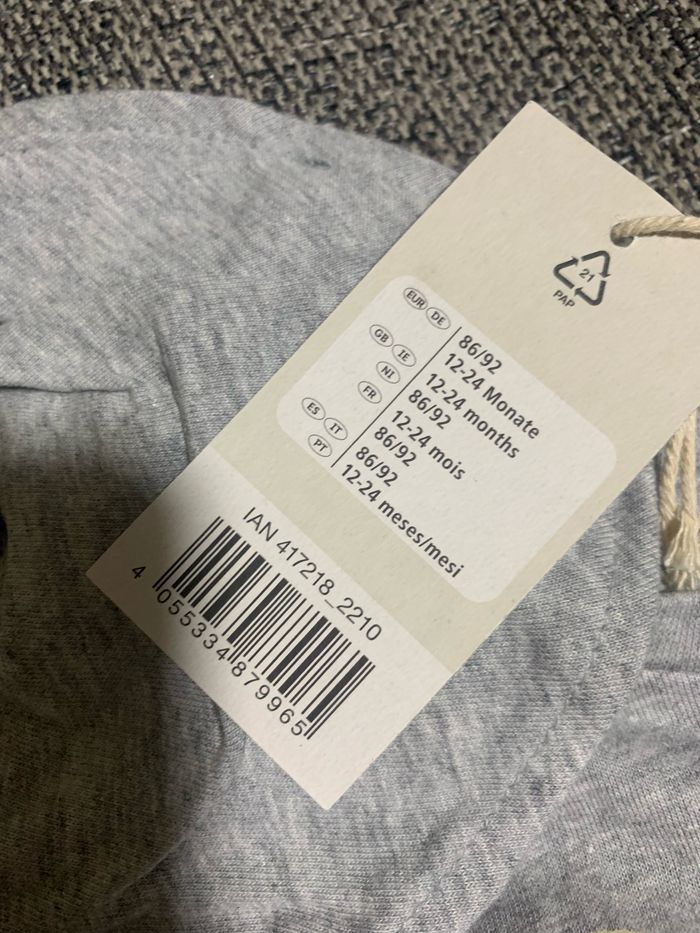 21
PAP
EUR DE 86/92
12-24 Monate
GB IE 12-24 months
NI 86/92
FR 12-24 mois
86/92
ES IT 86/92
PT 12-24 meses/mesi
IAN 417218_2210
4 055334 879965